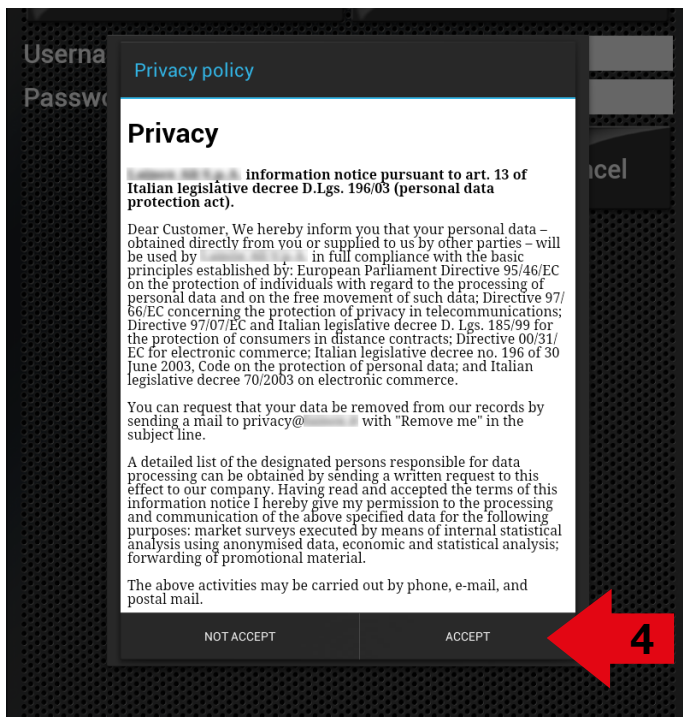 Userna
Passwo
ncel
Privacy policy
Privacy
information notice pursuant to art. 13 of
Italian legislative decree D.Lgs. 196/03 (personal data
protection act).
Dear Customer, We hereby inform you that your personal data –
obtained directly from you or supplied to us by other parties – will
be used by in full compliance with the basic
principles established by: European Parliament Directive 95/46/EC
on the protection of individuals with regard to the processing of
personal data and on the free movement of such data; Directive 97/
66/EC concerning the protection of privacy in telecommunications;
Directive 97/07/EC and Italian legislative decree D. Lgs. 185/99 for
the protection of consumers in distance contracts; Directive 00/31/
EC for electronic commerce; Italian legislative decree no. 196 of 30
June 2003, Code on the protection of personal data; and Italian
legislative decree 70/2003 on electronic commerce.
You can request that your data be removed from our records by
sending a mail to privacy@ with "Remove me" in the
subject line.
A detailed list of the designated persons responsible for data
processing can be obtained by sending a written request to this
effect to our company. Having read and accepted the terms of this
information notice I hereby give my permission to the processing
and communication of the above specified data for the following
purposes: market surveys executed by means of internal statistical
analysis using anonymised data, economic and statistical analysis;
forwarding of promotional material.
The above activities may be carried out by phone, e-mail, and
postal mail.
NOT ACCEPT
ACCEPT
4